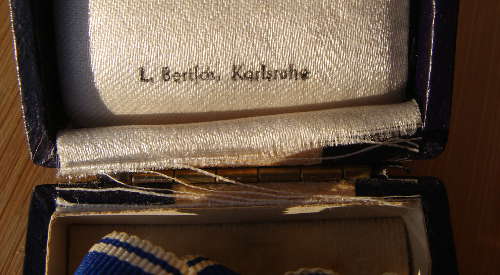 L. Bertsch, Karlsruhe